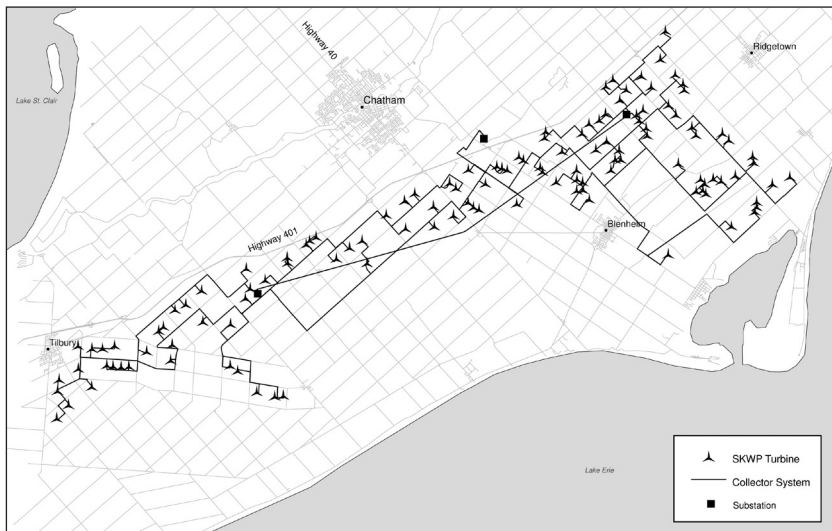 Highway 40
Ridgetown
Lake St. Clair
Chatham
Highway 401
Blenheim
Tilbury
Lake Erie
SKWP Turbine
Collector System
Substation